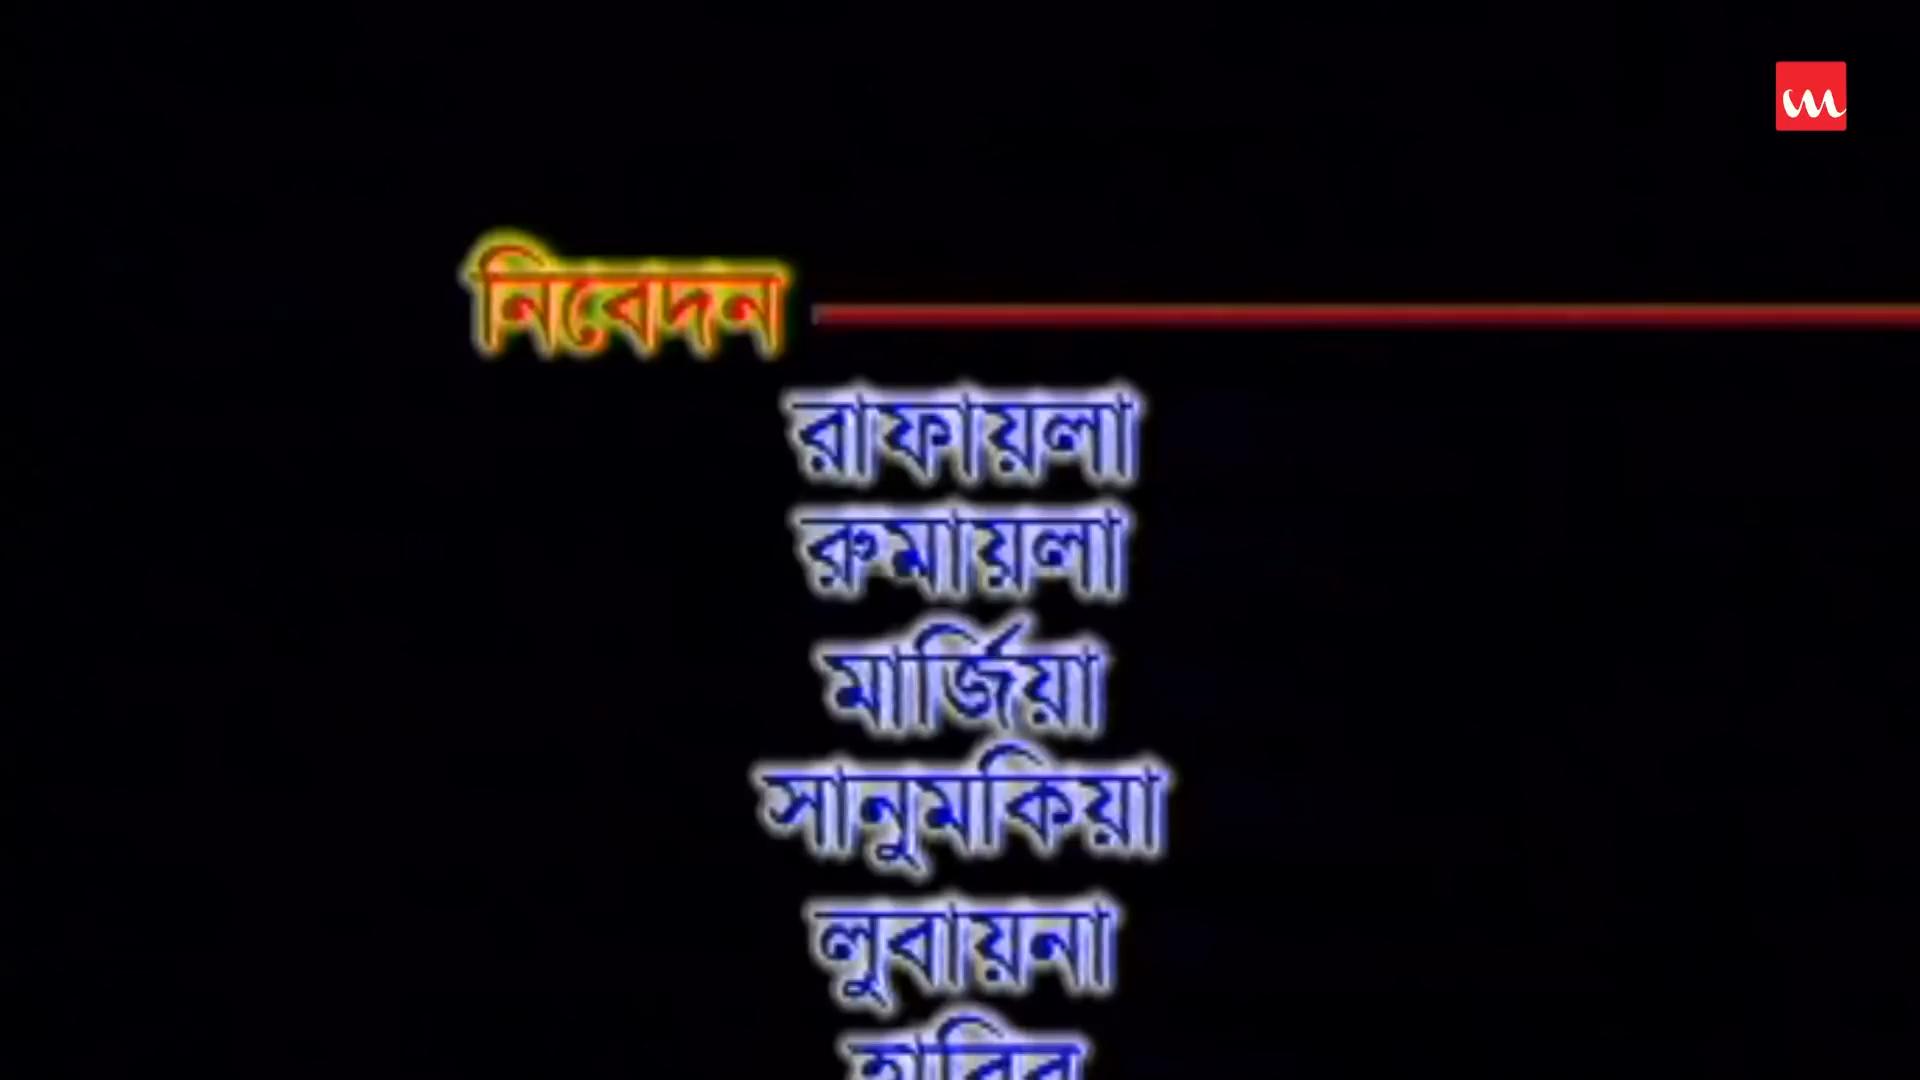 নিবেদন
রাফায়লা
রুমায়লা
মার্জিয়া
সানুমকিয়া
লুবায়না